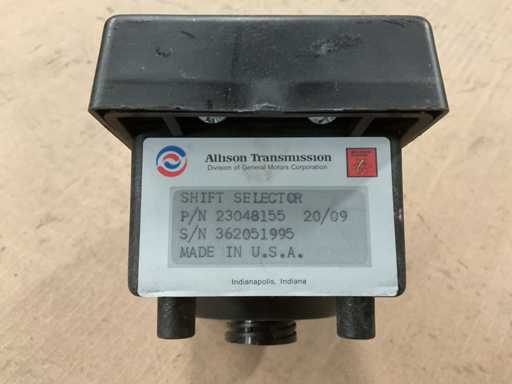 Allison Transmission
Division of General Motors Corporation
SHIFT SELECTOR
P/N 23048155 20/09
S/N 362051995
MADE IN U.S.A.
Indianapolis, Indiana